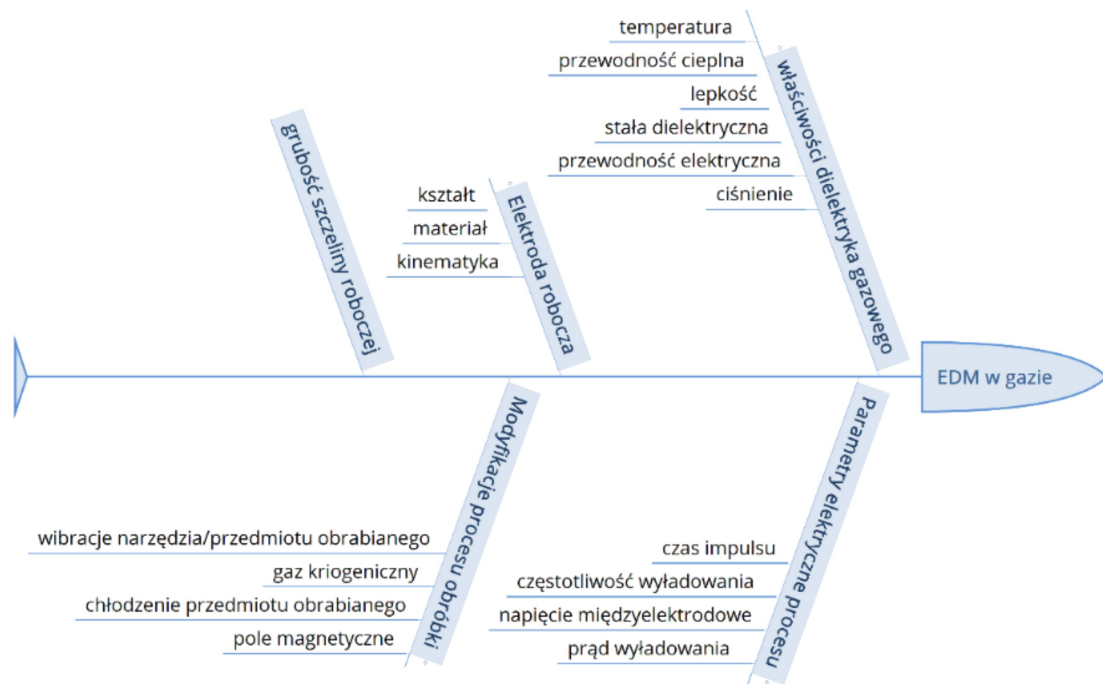 temperatura
przewodność cieplna
lepkość
stała dielektryczna
przewodność elektryczna
ciśnienie
właściwości dielektryka gazowego
kształt
materiał
kinematyka
Elektroda robocza
grubość szczeliny roboczej
EDM w gazie
wibracje narzędzia/przedmiotu obrabianego
gaz kriogeniczny
chłodzenie przedmiotu obrabianego
pole magnetyczne
Modyfikacje procesu obróbki
czas impulsu
częstotliwość wyładowania
napięcie międzyelektrodowe
prąd wyładowania
Parametry elektryczne procesu